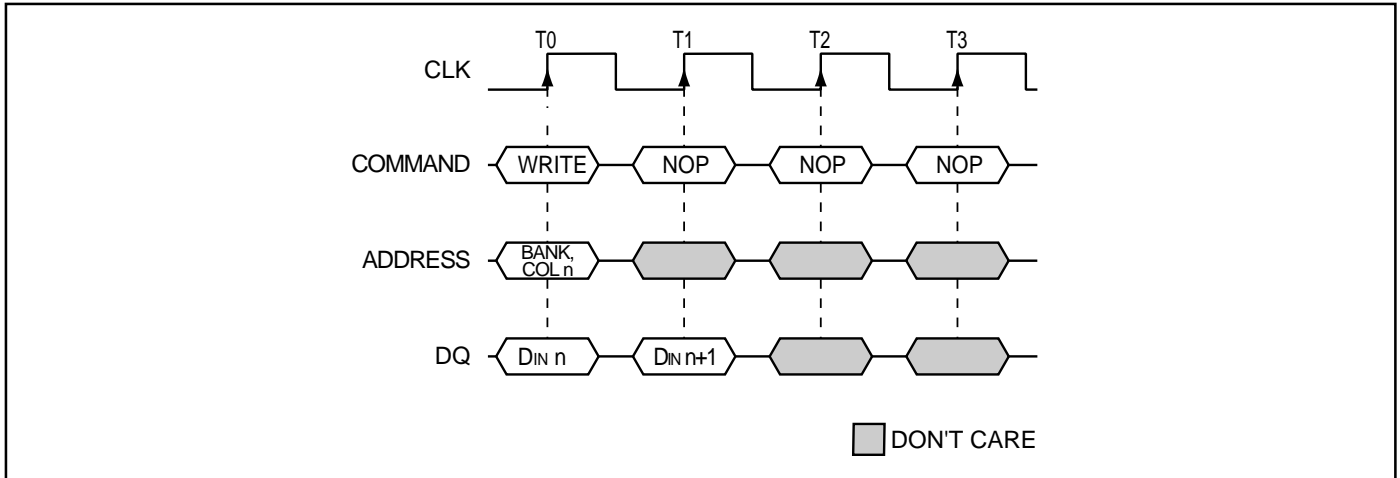 T0 T1 T2 T3
CLK
COMMAND WRITE NOP NOP NOP
ADDRESS BANK,
COL n
DQ DIN n DIN n+1
DON'T CARE